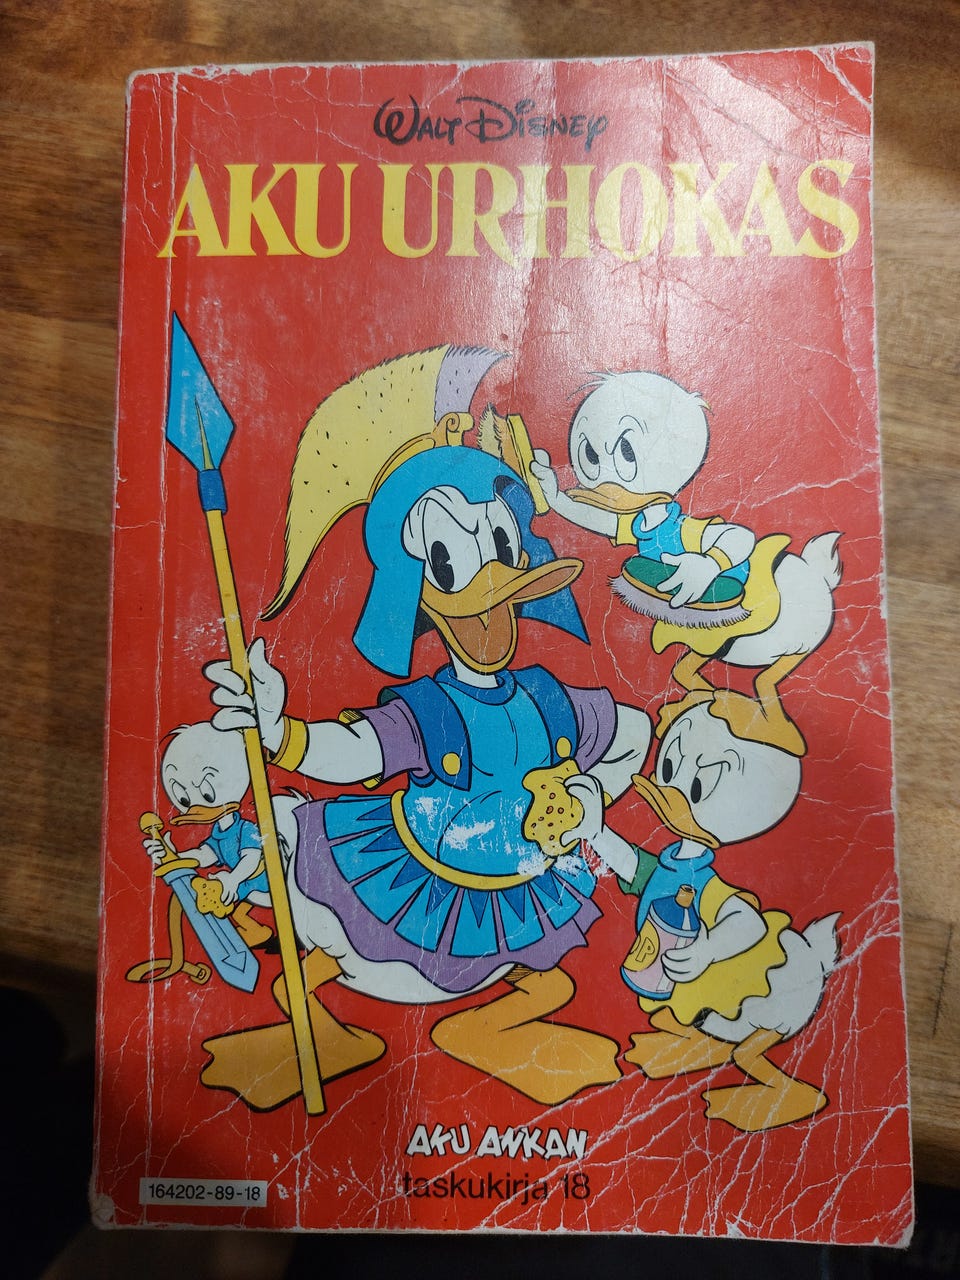 WALT DISNEY
AKU URHOKAS
P
AKU ANKAN
taskukirja 18
164202-89-18